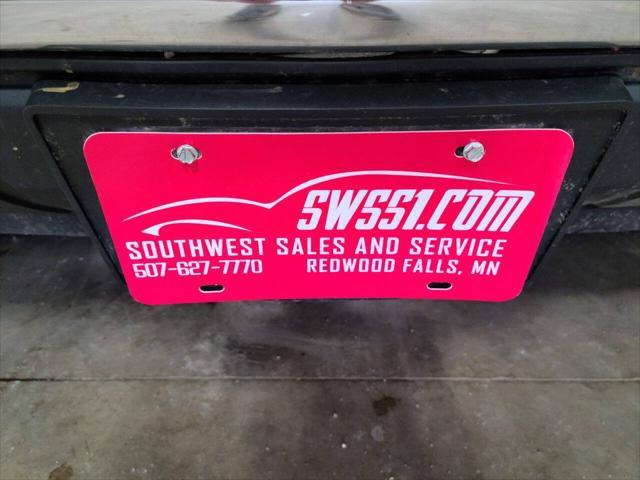 SWSS1.COM
SOUTHWEST SALES AND SERVICE
507-627-7770 REDWOOD FALLS, MN